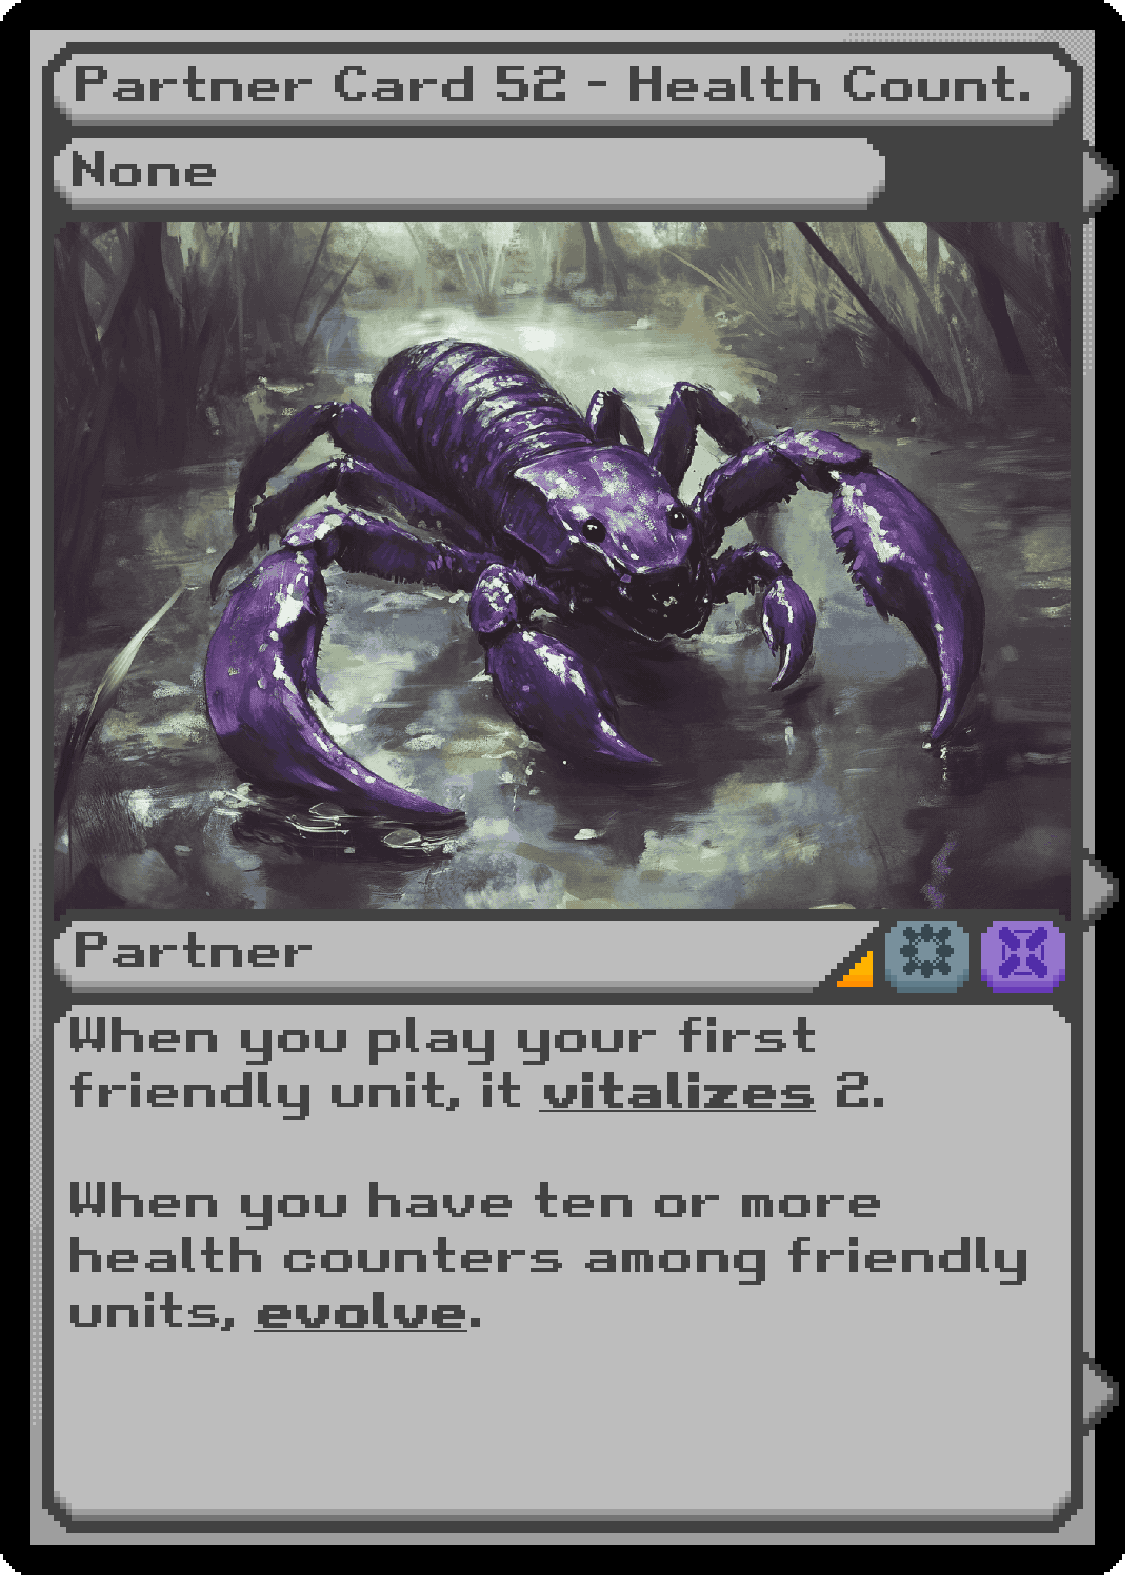 Partner Card 52 - Health Count.
None
Partner
When you play your first
friendly unit, it vitalizes 2.
When you have ten or more
health counters among friendly
units, evolve.